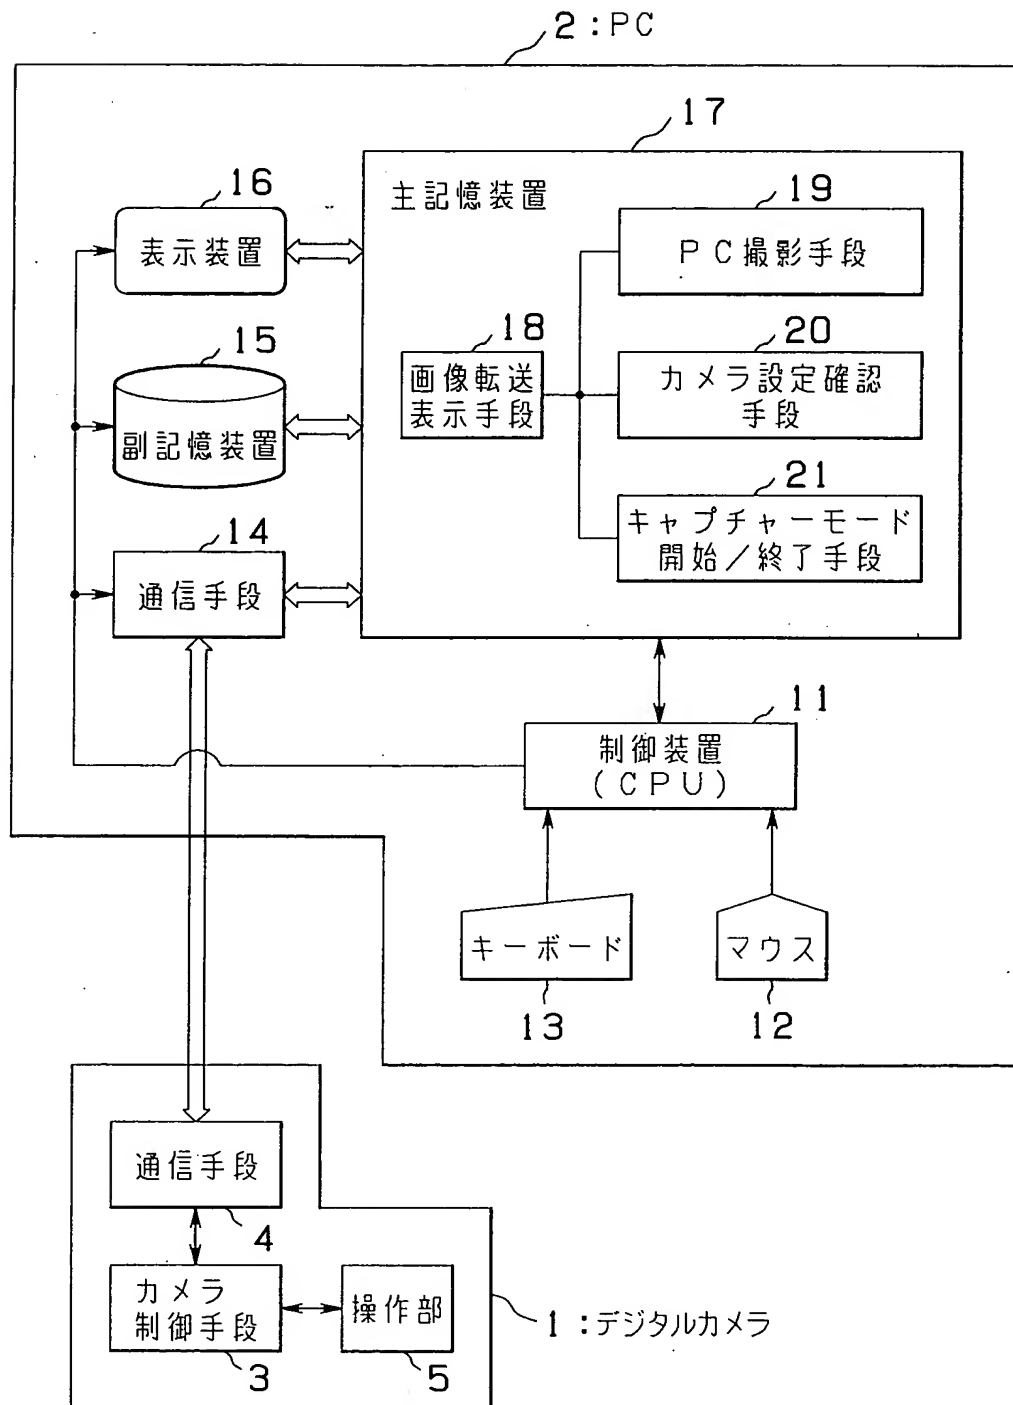 2:PC
17
16
主記憶装置
19
表示装置
PC撮影手段
15
18
20
副記憶装置
画像転送
表示手段
カメラ設定確認
手段
14
21
通信手段
キャプチャーモード
開始/終了手段
11
制御装置
(CPU)
キーボード
マウス
13
12
通信手段
4
カメラ
制御手段
操作部
1:デジタルカメラ
3
5